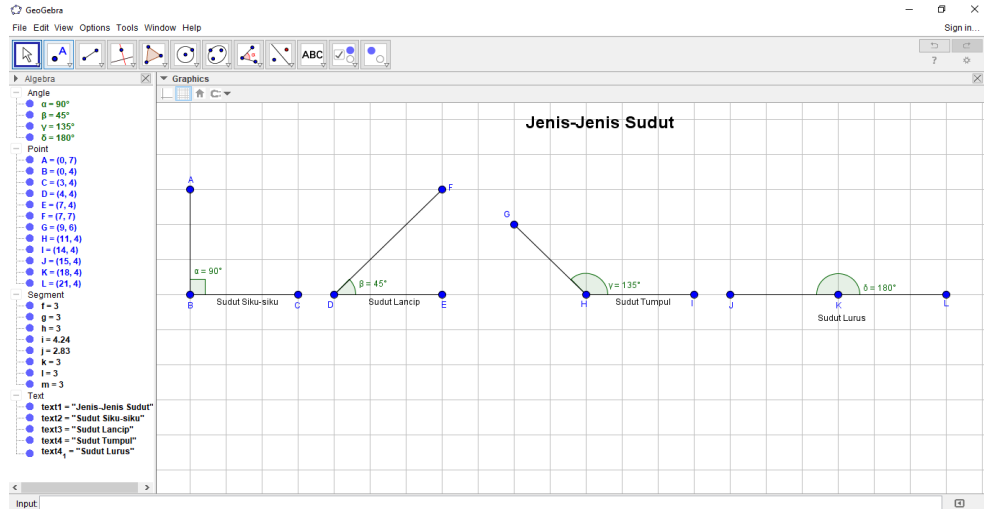 GeoGebra
File Edit View Options Tools Window Help
Sign in...
ABC
?
Algebra
Graphics
Angle
α = 90°
β = 45°
γ = 135°
δ = 180°
Point
A = (0, 7)
B = (0, 4)
C = (3, 4)
D = (4, 4)
E = (7, 4)
F = (7, 7)
G = (9, 6)
H = (11, 4)
I = (14, 4)
J = (15, 4)
K = (18, 4)
L = (21, 4)
Segment
f = 3
g = 3
h = 3
i = 4.24
j = 2.83
k = 3
l = 3
m = 3
Text
text1 = "Jenis-Jenis Sudut"
text2 = "Sudut Siku-siku"
text3 = "Sudut Lancip"
text4 = "Sudut Tumpul"
text4₁ = "Sudut Lurus"
Jenis-Jenis Sudut
A
α = 90°
B
Sudut Siku-siku
C
F
β = 45°
D
Sudut Lancip
E
G
γ = 135°
H
Sudut Tumpul
I
J
K
δ = 180°
L
Sudut Lurus
Input: